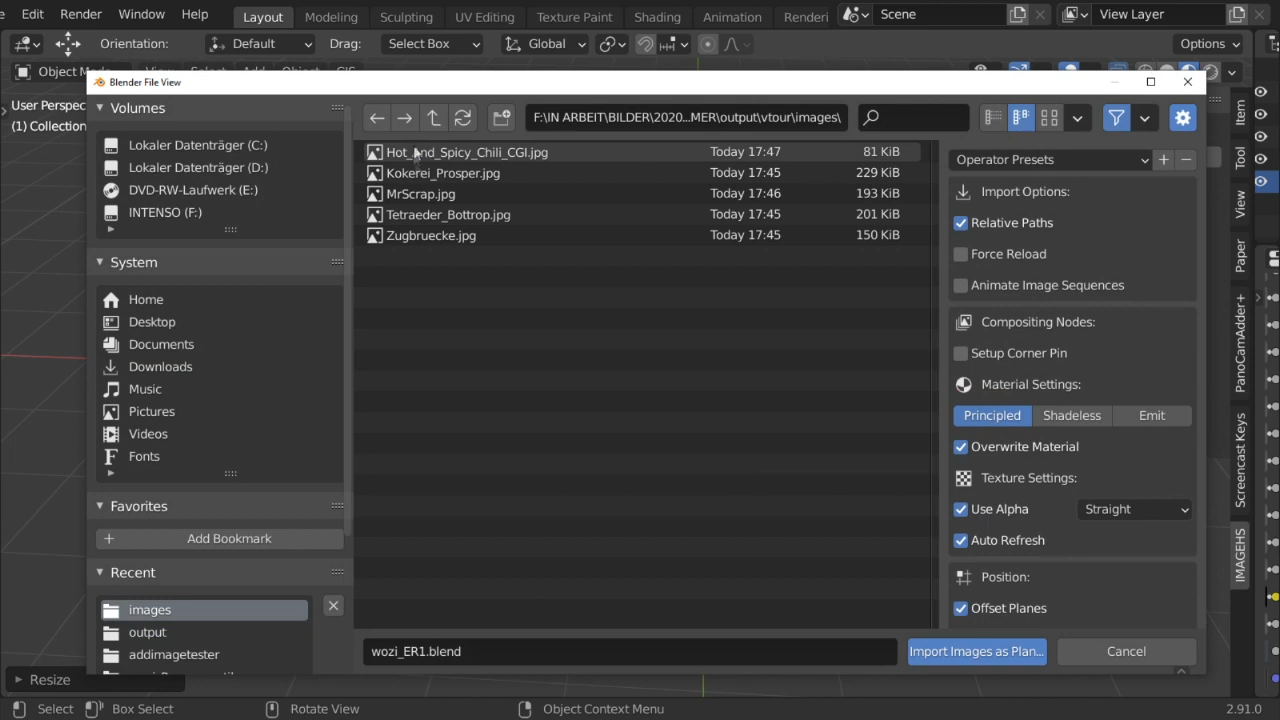 Edit Render Window Help Layout Modeling Sculpting UV Editing Texture Paint Shading Animation Renderi Scene View Layer
Orientation: Default Drag: Select Box Global Options
Object Mode View Select Add Object GIS
Blender File View
User Perspec
(1) Collection
Volumes
Lokaler Datenträger (C:)
Lokaler Datenträger (D:)
DVD-RW-Laufwerk (E:)
INTENSO (F:)
System
Home
Desktop
Documents
Downloads
Music
Pictures
Videos
Fonts
Favorites
Add Bookmark
Recent
images
output
addimagetester
F:\IN ARBEIT\BILDER\2020...MER\output\vtour\images\
Hot_and_Spicy_Chili_CGI.jpg Today 17:47 81 KiB
Kokerei_Prosper.jpg Today 17:45 229 KiB
MrScrap.jpg Today 17:46 193 KiB
Tetraeder_Bottrop.jpg Today 17:45 201 KiB
Zugbruecke.jpg Today 17:45 150 KiB
Operator Presets
Import Options:
Relative Paths
Force Reload
Animate Image Sequences
Compositing Nodes:
Setup Corner Pin
Material Settings:
Principled Shadeless Emit
Overwrite Material
Texture Settings:
Use Alpha Straight
Auto Refresh
Position:
Offset Planes
wozi_ER1.blend Import Images as Plan... Cancel
Item
Tool
View
Paper
PanoCamAdder+
Screencast Keys
IMAGEHS
Resize
Select Box Select Rotate View Object Context Menu 2.91.0